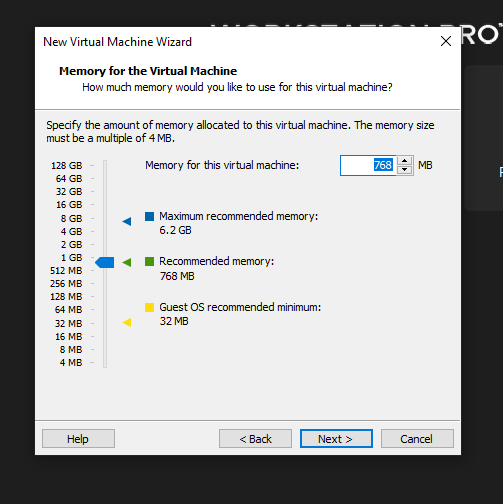 WORKSTATION PRO
New Virtual Machine Wizard
Memory for the Virtual Machine
How much memory would you like to use for this virtual machine?
Specify the amount of memory allocated to this virtual machine. The memory size
must be a multiple of 4 MB.
Memory for this virtual machine: 768 MB
128 GB
64 GB
32 GB
16 GB
8 GB
4 GB
2 GB
1 GB
512 MB
256 MB
128 MB
64 MB
32 MB
16 MB
8 MB
4 MB
Maximum recommended memory:
6.2 GB
Recommended memory:
768 MB
Guest OS recommended minimum:
32 MB
Help
< Back
Next >
Cancel